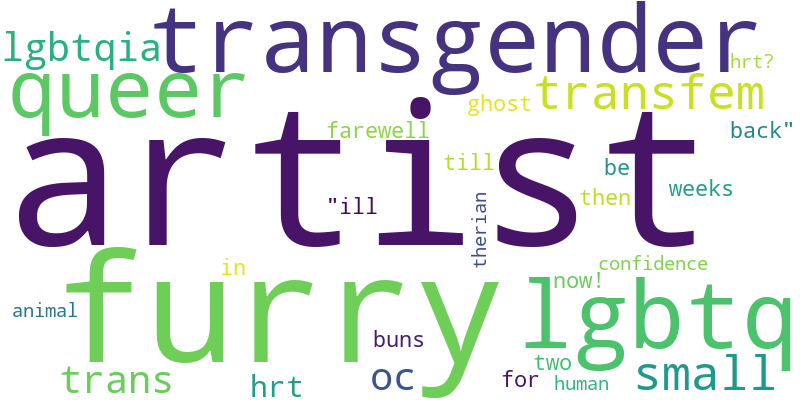 transgender
lgbtqia
hrt?
queer
ghost
transfem
farewell
back"
artist
till
be
"ill
then
weeks
therian
in
confidence
furry
now!
lgbtq
animal
buns
two
trans
hrt
oc
for
human
small